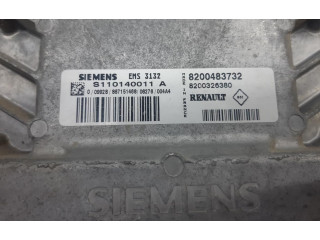 SIEMENS EMS 3132
S110140011 A
8200483732
8200326380
RENAULT
SIEMENS